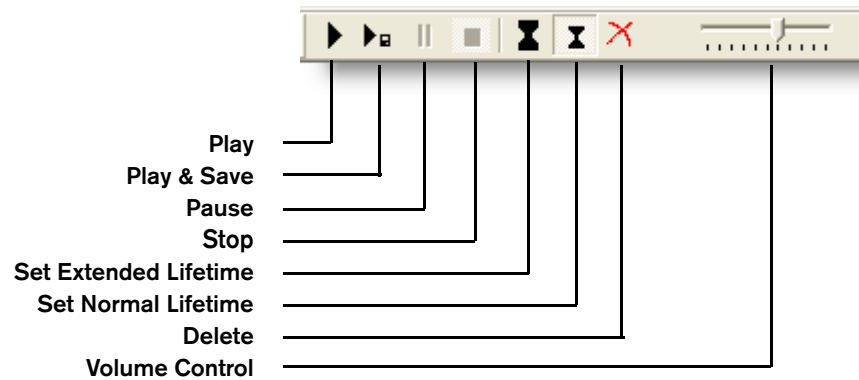 Play
Play & Save
Pause
Stop
Set Extended Lifetime
Set Normal Lifetime
Delete
Volume Control